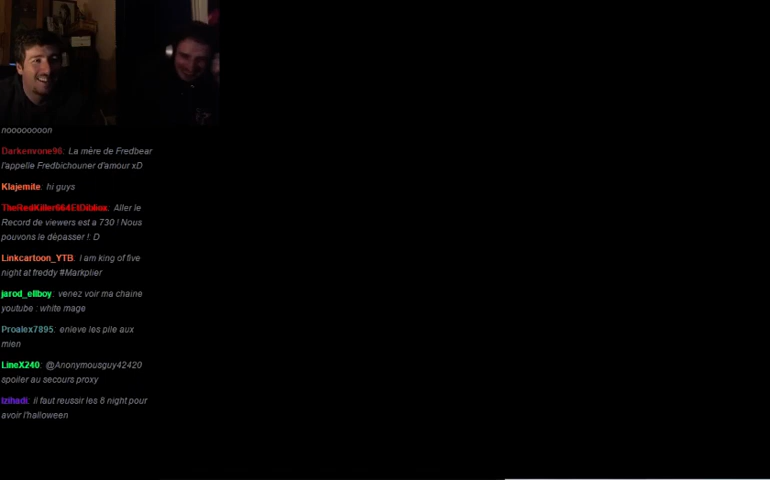 noooooooon
Darkenvone96: La mère de Fredbear
l'appelle Fredbichouner d'amour xD
Klajemite: hi guys
Aller le
Record de viewers est a 730 ! Nous
pouvons le dépasser !: D
Linkcartoon_YTB: I am king of five
night at freddy #Markplier
jarod_ellboy: venez voir ma chaine
youtube : white mage
Proalex7895: enleve les pile aux
mien
LineX240: @Anonymousguy42420
spoiler au secours proxy
Izihadi: Il faut reussir les 8 night pour
avoir l'halloween